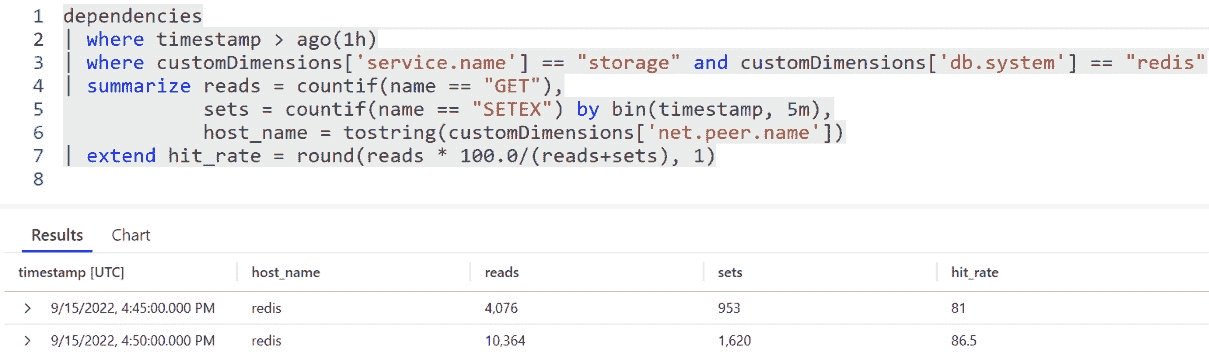 1 dependencies
2 | where timestamp > ago(1h)
3 | where customDimensions['service.name'] == "storage" and customDimensions['db.system'] == "redis"
4 | summarize reads = countif(name == "GET"),
5 sets = countif(name == "SETEX") by bin(timestamp, 5m),
6 host_name = tostring(customDimensions['net.peer.name'])
7 | extend hit_rate = round(reads * 100.0/(reads+sets), 1)
8
Results Chart
timestamp [UTC] host_name reads sets hit_rate
> 9/15/2022, 4:45:00.000 PM redis 4,076 953 81
> 9/15/2022, 4:50:00.000 PM redis 10,364 1,620 86.5